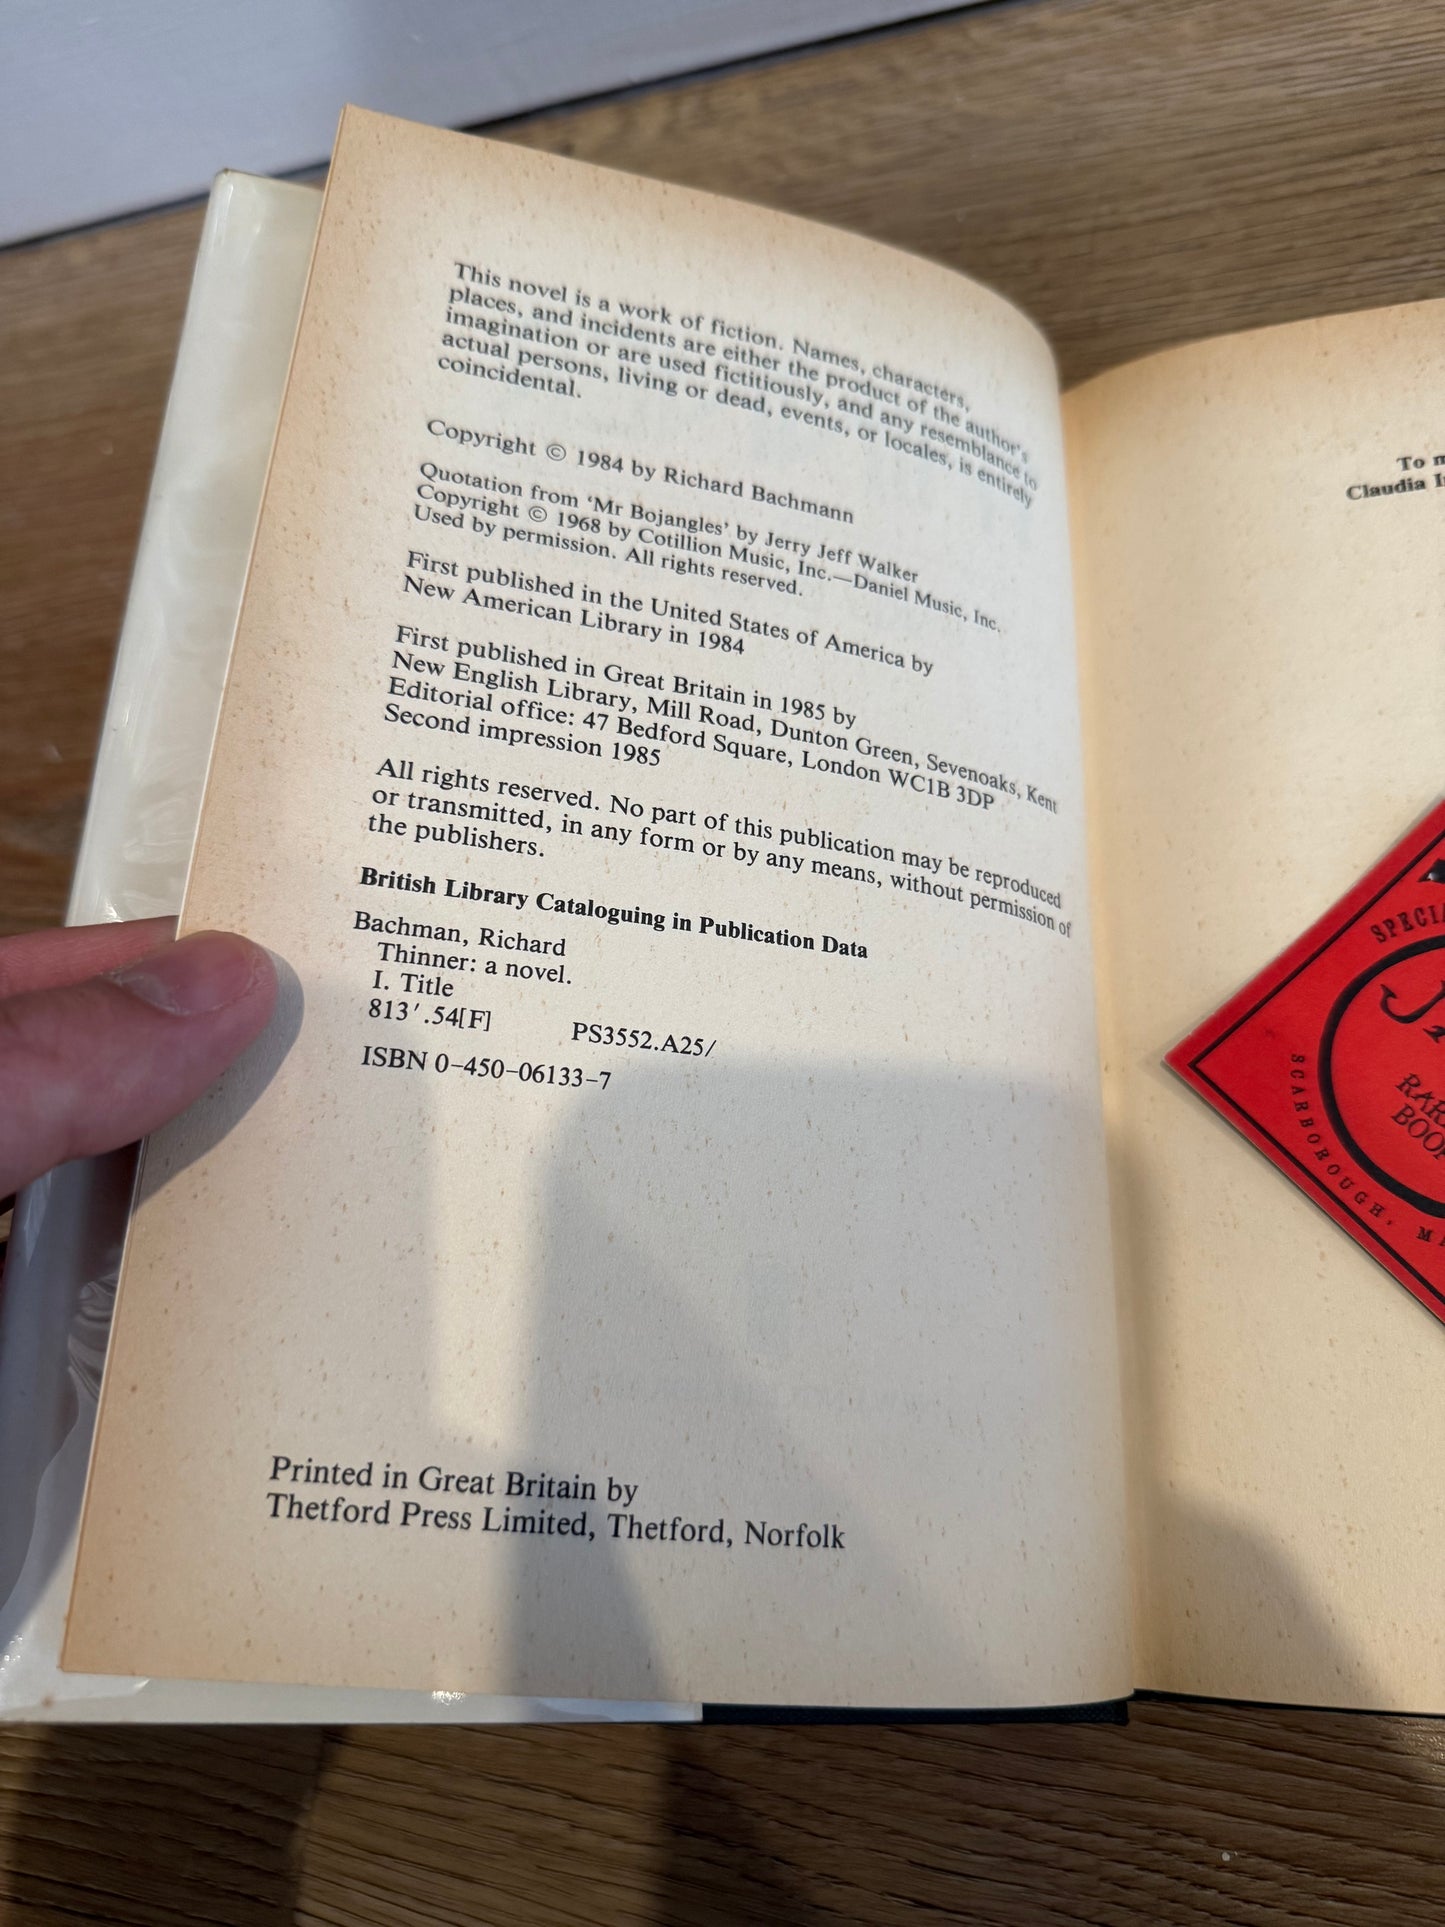 This novel is a work of fiction. Names, characters,
places, and incidents are either the product of the author's
imagination or are used fictitiously, and any resemblance to
actual persons, living or dead, events, or locales, is entirely
coincidental.
Copyright © 1984 by Richard Bachmann
Quotation from ‘Mr Bojangles’ by Jerry Jeff Walker
Copyright © 1968 by Cotillion Music, Inc.—Daniel Music, Inc.
Used by permission. All rights reserved.
First published in the United States of America by
New American Library in 1984
First published in Great Britain in 1985 by
New English Library, Mill Road, Dunton Green, Sevenoaks, Kent
Editorial office: 47 Bedford Square, London WC1B 3DP
Second impression 1985
All rights reserved. No part of this publication may be reproduced
or transmitted, in any form or by any means, without permission of
the publishers.
British Library Cataloguing in Publication Data
Bachman, Richard
Thinner: a novel.
I. Title
813′.54[F] PS3552.A25/
ISBN 0–450–06133–7
Printed in Great Britain by
Thetford Press Limited, Thetford, Norfolk
To
Claudia
SCARBOROUGH,